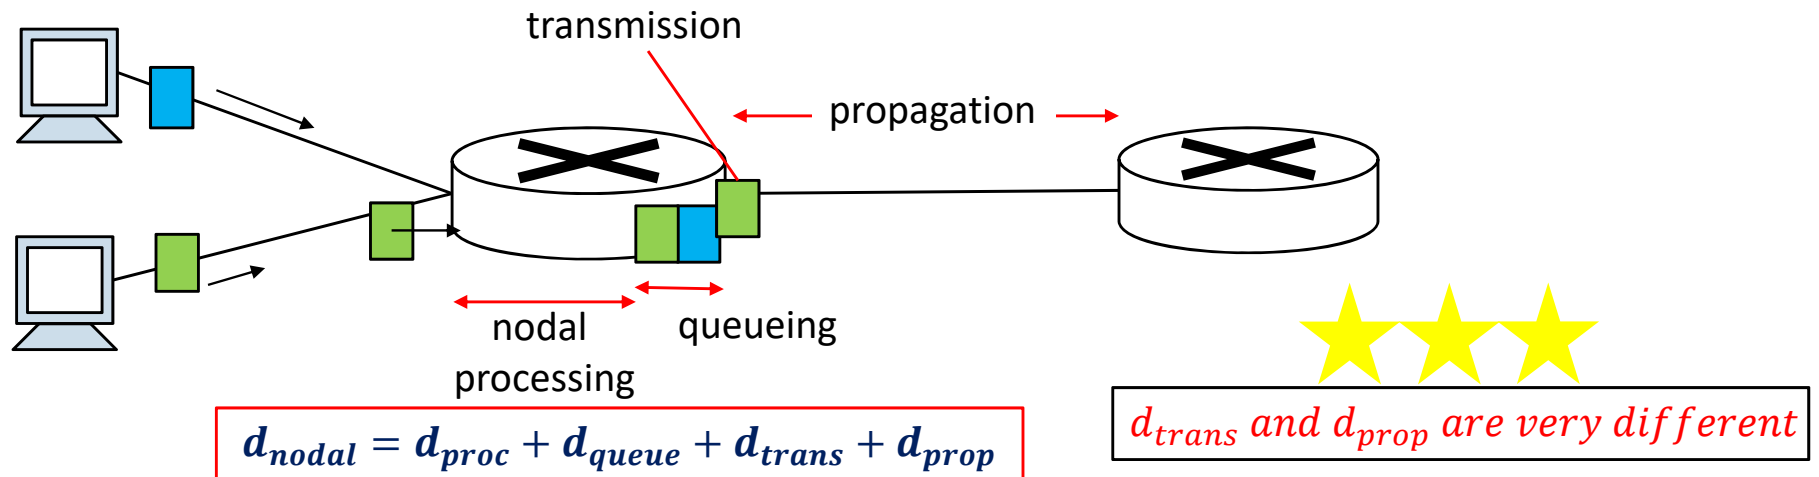 transmission
propagation
nodal
processing
queueing
d_nodal = d_proc + d_queue + d_trans + d_prop
d_trans and d_prop are very different